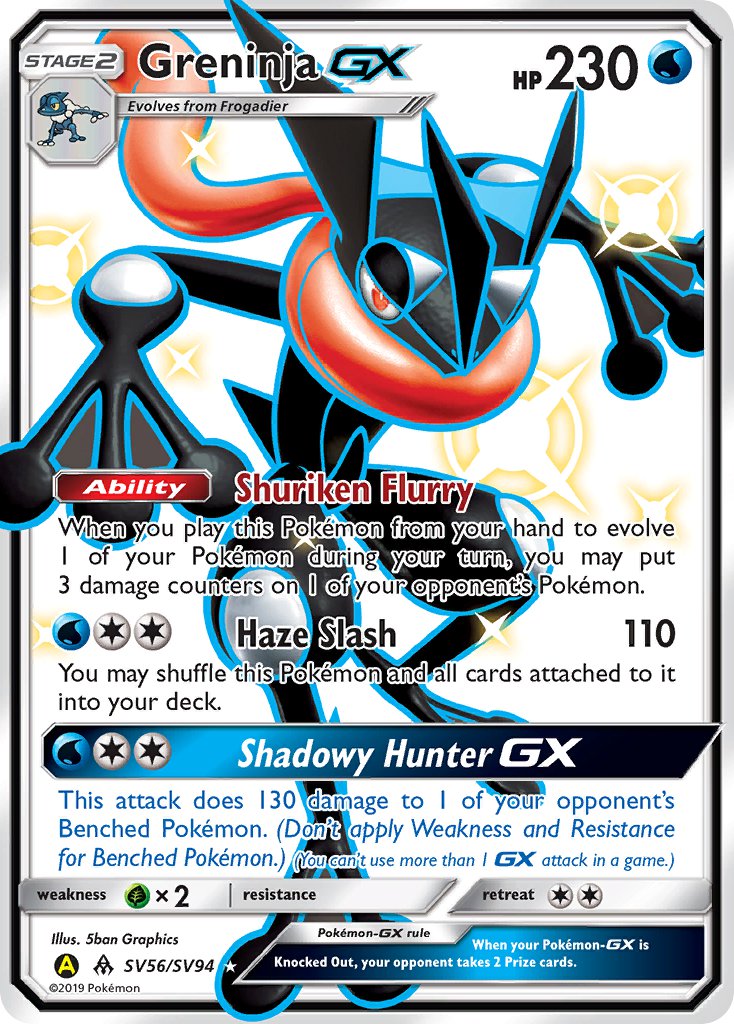 STAGE2 Greninja GX HP230
Evolves from Frogadier
Ability Shuriken Flurry
When you play this Pokémon from your hand to evolve
1 of your Pokémon during your turn, you may put
3 damage counters on 1 of your opponent's Pokémon.
Haze Slash 110
You may shuffle this Pokémon and all cards attached to it
into your deck.
Shadowy Hunter GX
This attack does 130 damage to 1 of your opponent's
Benched Pokémon. (Don't apply Weakness and Resistance
for Benched Pokémon.) (You can't use more than 1 GX attack in a game.)
weakness ×2 resistance retreat
Illus. 5ban Graphics
Pokémon-GX rule
When your Pokémon-GX is
Knocked Out, your opponent takes 2 Prize cards.
A SV56/SV94
©2019 Pokémon